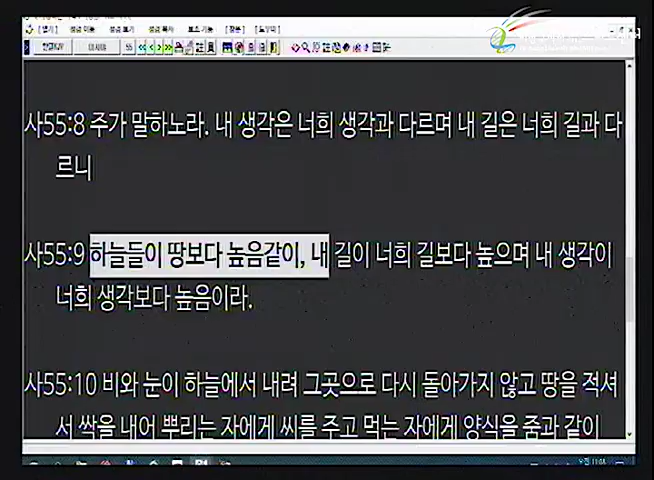 사55:8 주가 말하노라. 내 생각은 너희 생각과 다르며 내 길은 너희 길과 다
르니
사55:9 하늘들이 땅보다 높음같이, 내 길이 너희 길보다 높으며 내 생각이
너희 생각보다 높음이라.
사55:10 비와 눈이 하늘에서 내려 그곳으로 다시 돌아가지 않고 땅을 적셔
서 싹을 내어 뿌리는 자에게 씨를 주고 먹는 자에게 양식을 줌과 같이